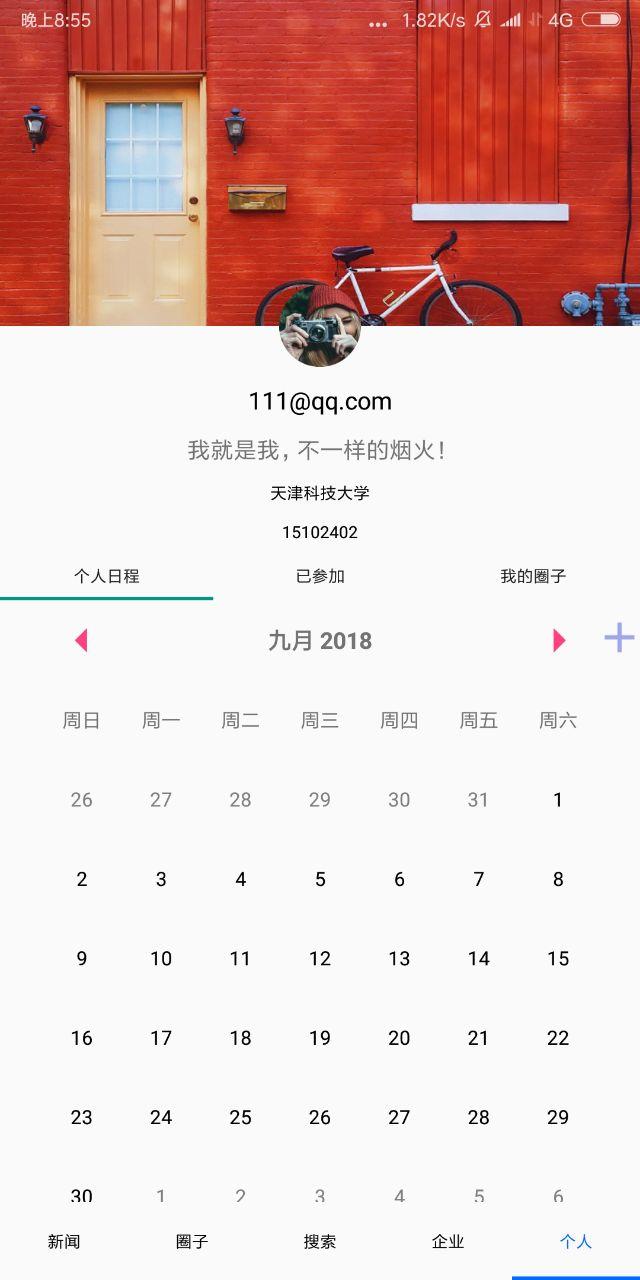 晚上8:55 ... 1.82K/s 4G
111@qq.com
我就是我，不一样的烟火！
天津科技大学
15102402
个人日程 已参加 我的圈子
九月 2018 +
周日 周一 周二 周三 周四 周五 周六
26 27 28 29 30 31 1
2 3 4 5 6 7 8
9 10 11 12 13 14 15
16 17 18 19 20 21 22
23 24 25 26 27 28 29
30 1 2 3 4 5 6
新闻 圈子 搜索 企业 个人